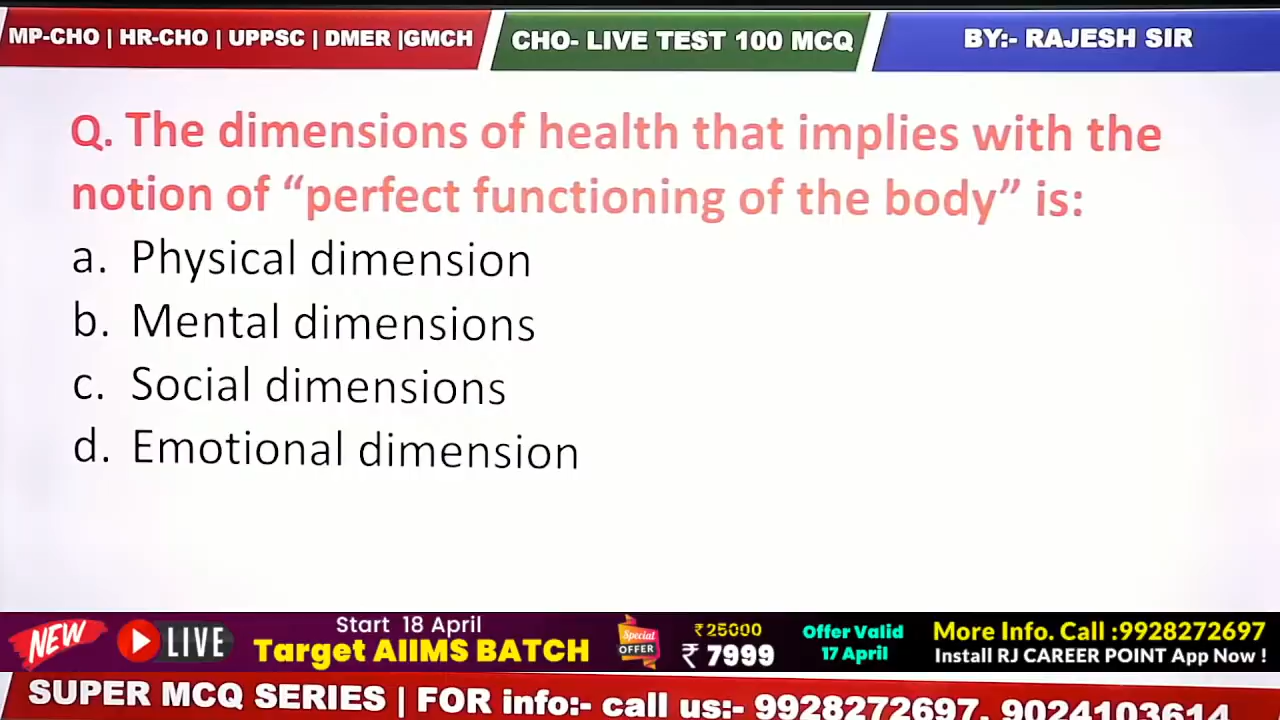 MP-CHO | HR-CHO | UPPSC | DMER |GMCH
CHO- LIVE TEST 100 MCQ
BY:- RAJESH SIR
Q. The dimensions of health that implies with the
notion of “perfect functioning of the body” is:
a. Physical dimension
b. Mental dimensions
c. Social dimensions
d. Emotional dimension
NEW
LIVE
Start 18 April
Target AIIMS BATCH
Special
OFFER
₹25000
₹ 7999
Offer Valid
17 April
More Info. Call :9928272697
Install RJ CAREER POINT App Now !
SUPER MCQ SERIES | FOR info:- call us:- 9928272697, 9024103614